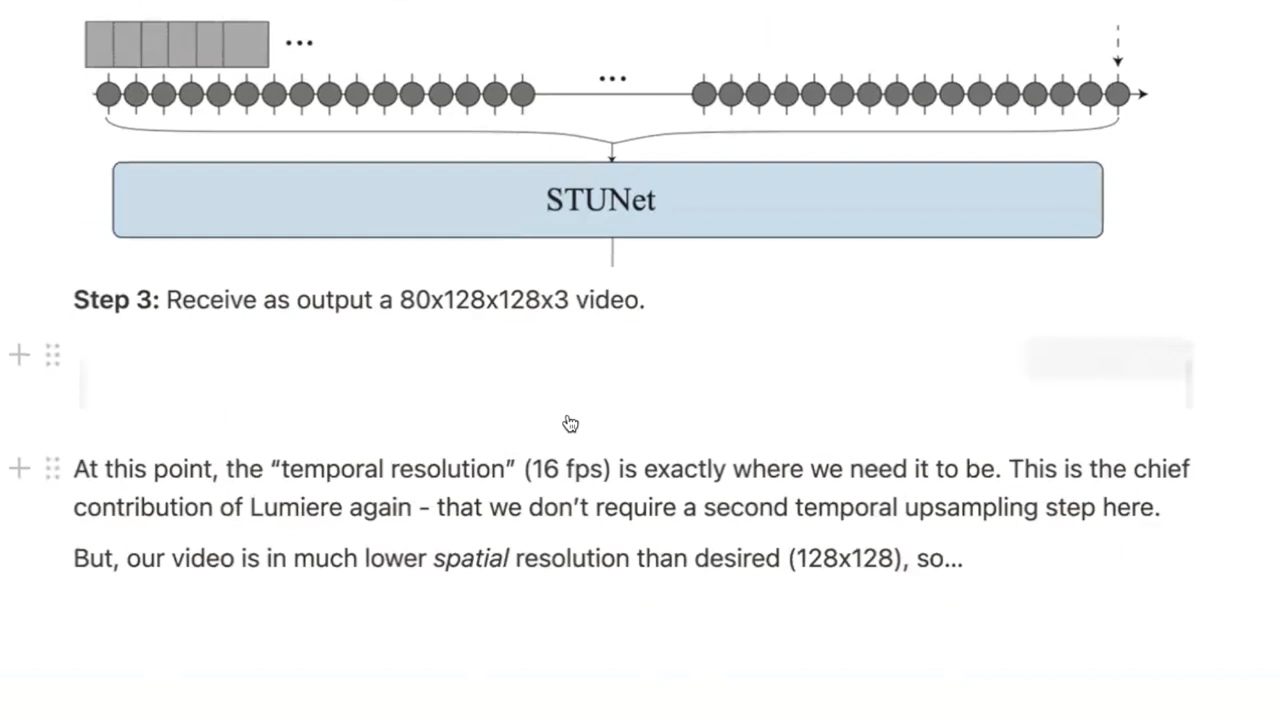 ...
...
STUNet
Step 3: Receive as output a 80x128x128x3 video.
At this point, the “temporal resolution” (16 fps) is exactly where we need it to be. This is the chief
contribution of Lumiere again - that we don’t require a second temporal upsampling step here.
But, our video is in much lower spatial resolution than desired (128x128), so...